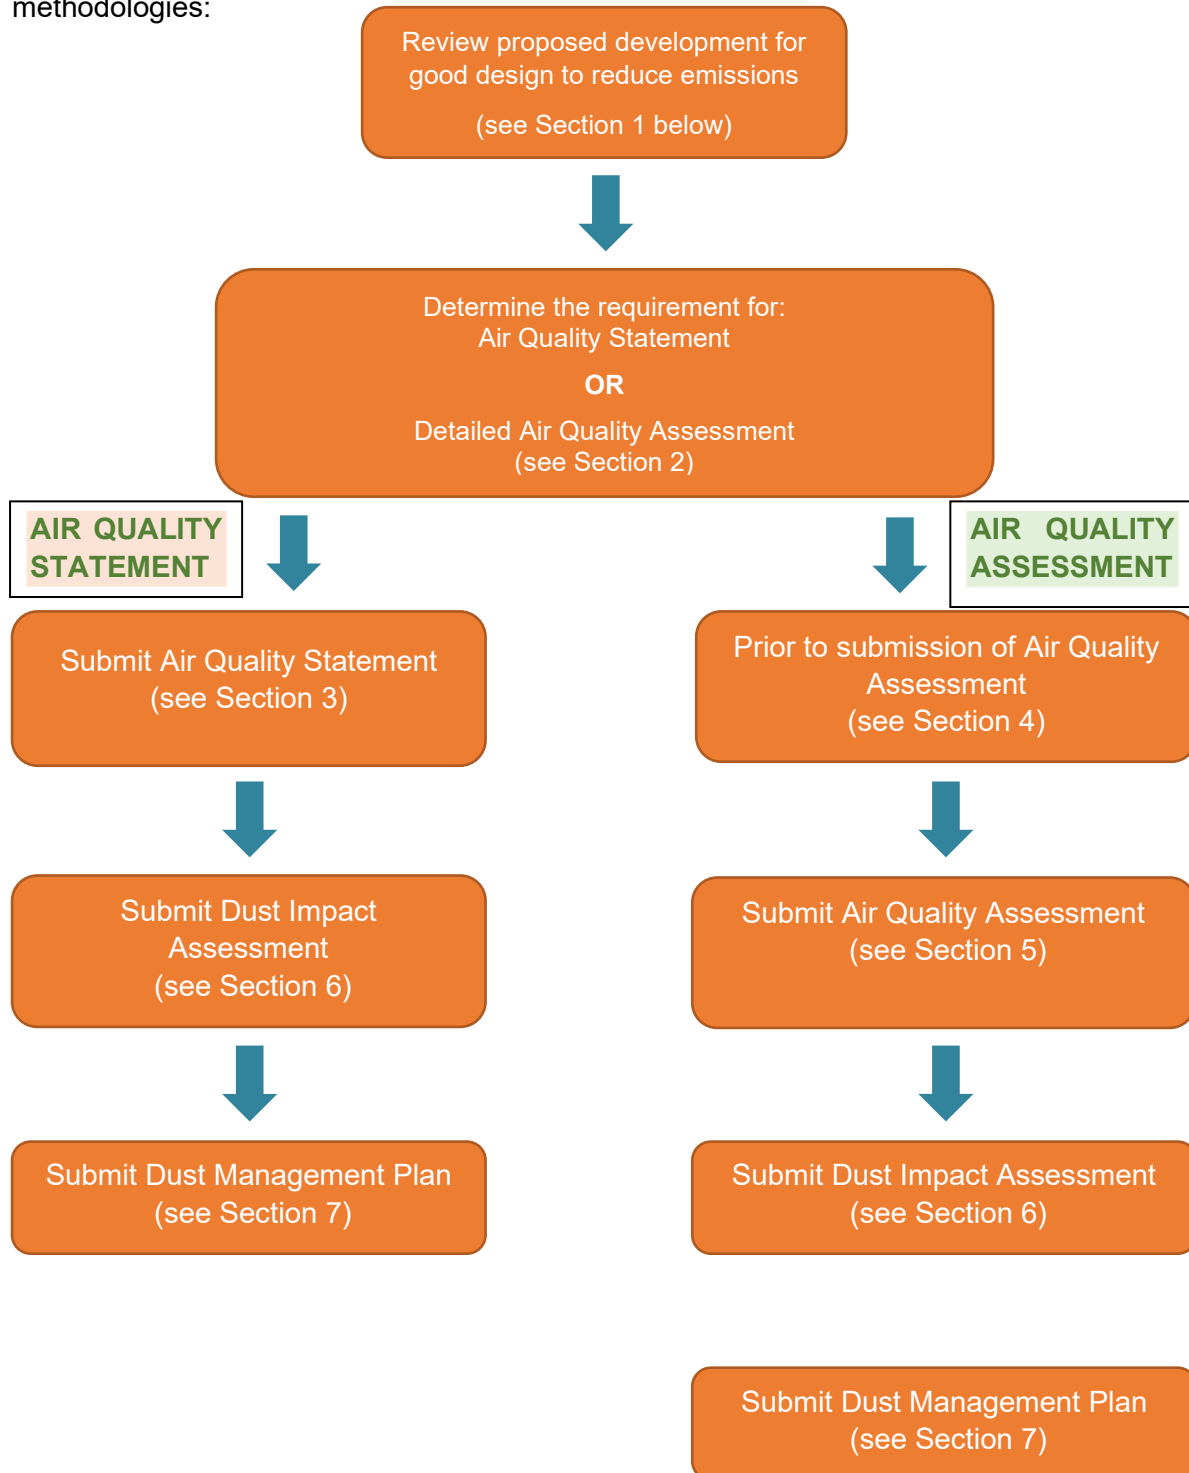 methodologies:
Review proposed development for
good design to reduce emissions
(see Section 1 below)
Determine the requirement for:
Air Quality Statement
OR
Detailed Air Quality Assessment
(see Section 2)
AIR QUALITY
STATEMENT
AIR QUALITY
ASSESSMENT
Submit Air Quality Statement
(see Section 3)
Prior to submission of Air Quality
Assessment
(see Section 4)
Submit Dust Impact
Assessment
(see Section 6)
Submit Air Quality Assessment
(see Section 5)
Submit Dust Management Plan
(see Section 7)
Submit Dust Impact Assessment
(see Section 6)
Submit Dust Management Plan
(see Section 7)